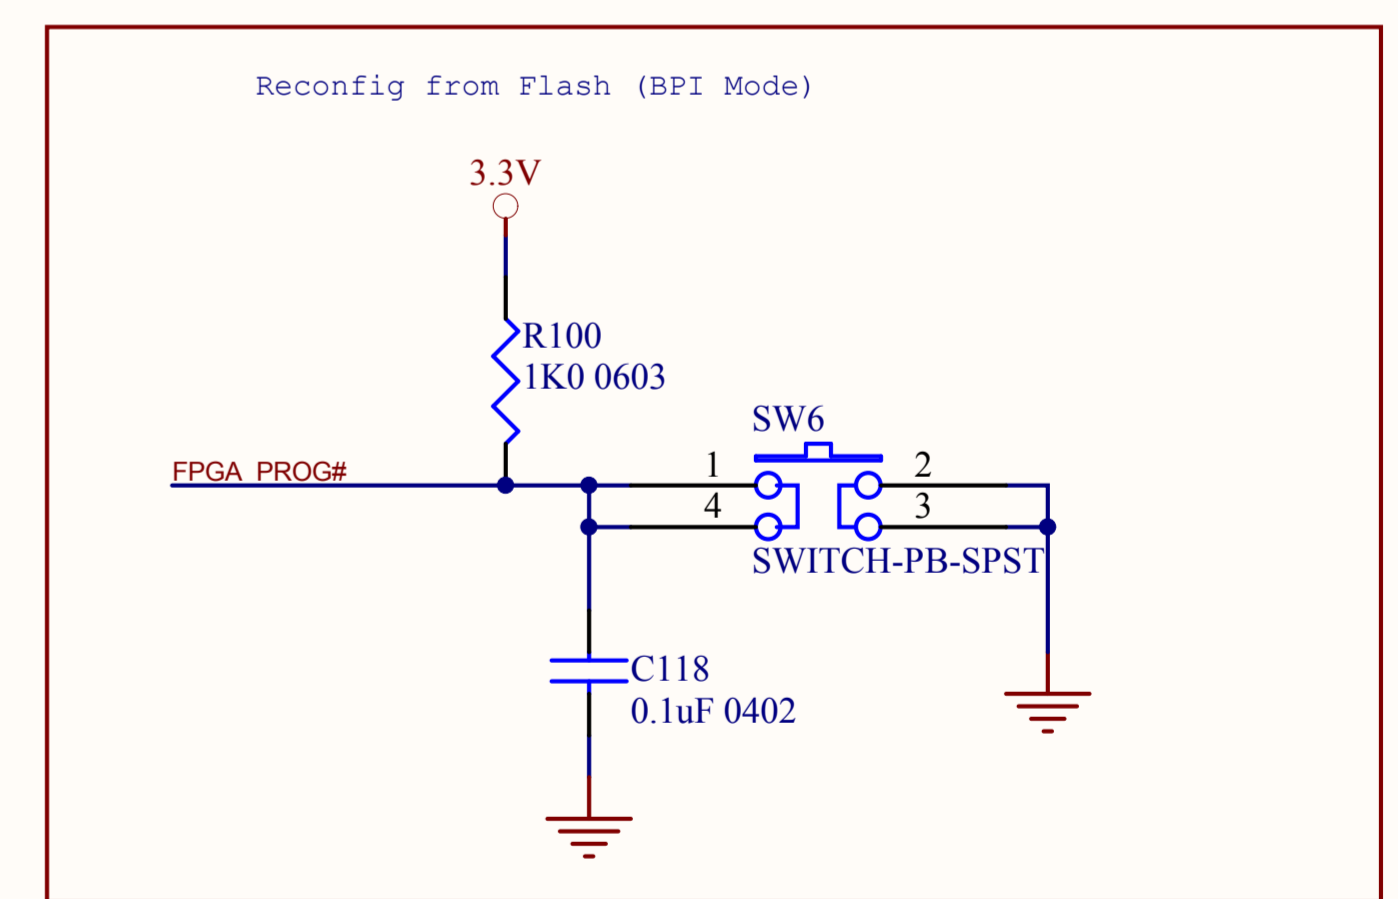 Reconfig from Flash (BPI Mode)
3.3V
R100
1K0 0603
SW6
FPGA_PROG#
1
2
4
3
SWITCH-PB-SPST
C118
0.1uF 0402